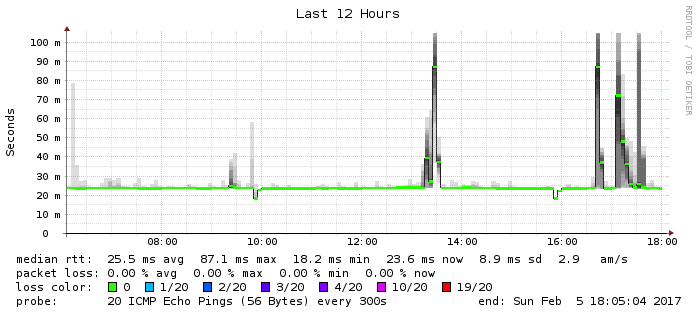 Last 12 Hours
RRDTOOL / TOBI OETIKER
Seconds
100 m
90 m
80 m
70 m
60 m
50 m
40 m
30 m
20 m
10 m
0
08:00 10:00 12:00 14:00 16:00 18:00
median rtt: 25.5 ms avg 87.1 ms max 18.2 ms min 23.6 ms now 8.9 ms sd 2.9 am/s
packet loss: 0.00 % avg 0.00 % max 0.00 % min 0.00 % now
loss color: 0 1/20 2/20 3/20 4/20 10/20 19/20
probe: 20 ICMP Echo Pings (56 Bytes) every 300s end: Sun Feb 5 18:05:04 2017